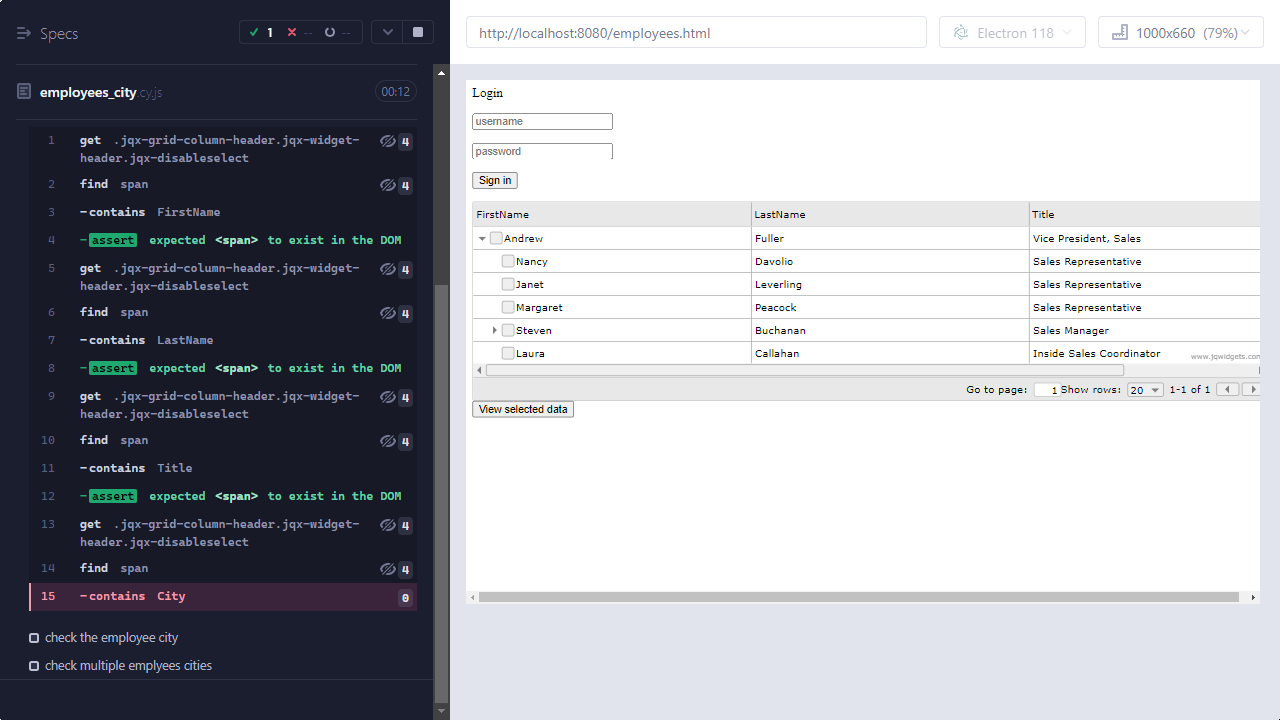 Specs
1
--
--
http://localhost:8080/employees.html
Electron 118
1000x660 (79%)
employees_city.cy.js
00:12
1 get .jqx-grid-column-header.jqx-widget- 4
header.jqx-disableselect
2 find span 4
3 -contains FirstName
4 -assert expected <span> to exist in the DOM
5 get .jqx-grid-column-header.jqx-widget- 4
header.jqx-disableselect
6 find span 4
7 -contains LastName
8 -assert expected <span> to exist in the DOM
9 get .jqx-grid-column-header.jqx-widget- 4
header.jqx-disableselect
10 find span 4
11 -contains Title
12 -assert expected <span> to exist in the DOM
13 get .jqx-grid-column-header.jqx-widget- 4
header.jqx-disableselect
14 find span 4
15 -contains City 0
check the employee city
check multiple emplyees cities
Login
username
password
Sign in
FirstName LastName Title
Andrew Fuller Vice President, Sales
Nancy Davolio Sales Representative
Janet Leverling Sales Representative
Margaret Peacock Sales Representative
Steven Buchanan Sales Manager
Laura Callahan Inside Sales Coordinator
www.jqwidgets.com
Go to page: 1 Show rows: 20 1-1 of 1
View selected data